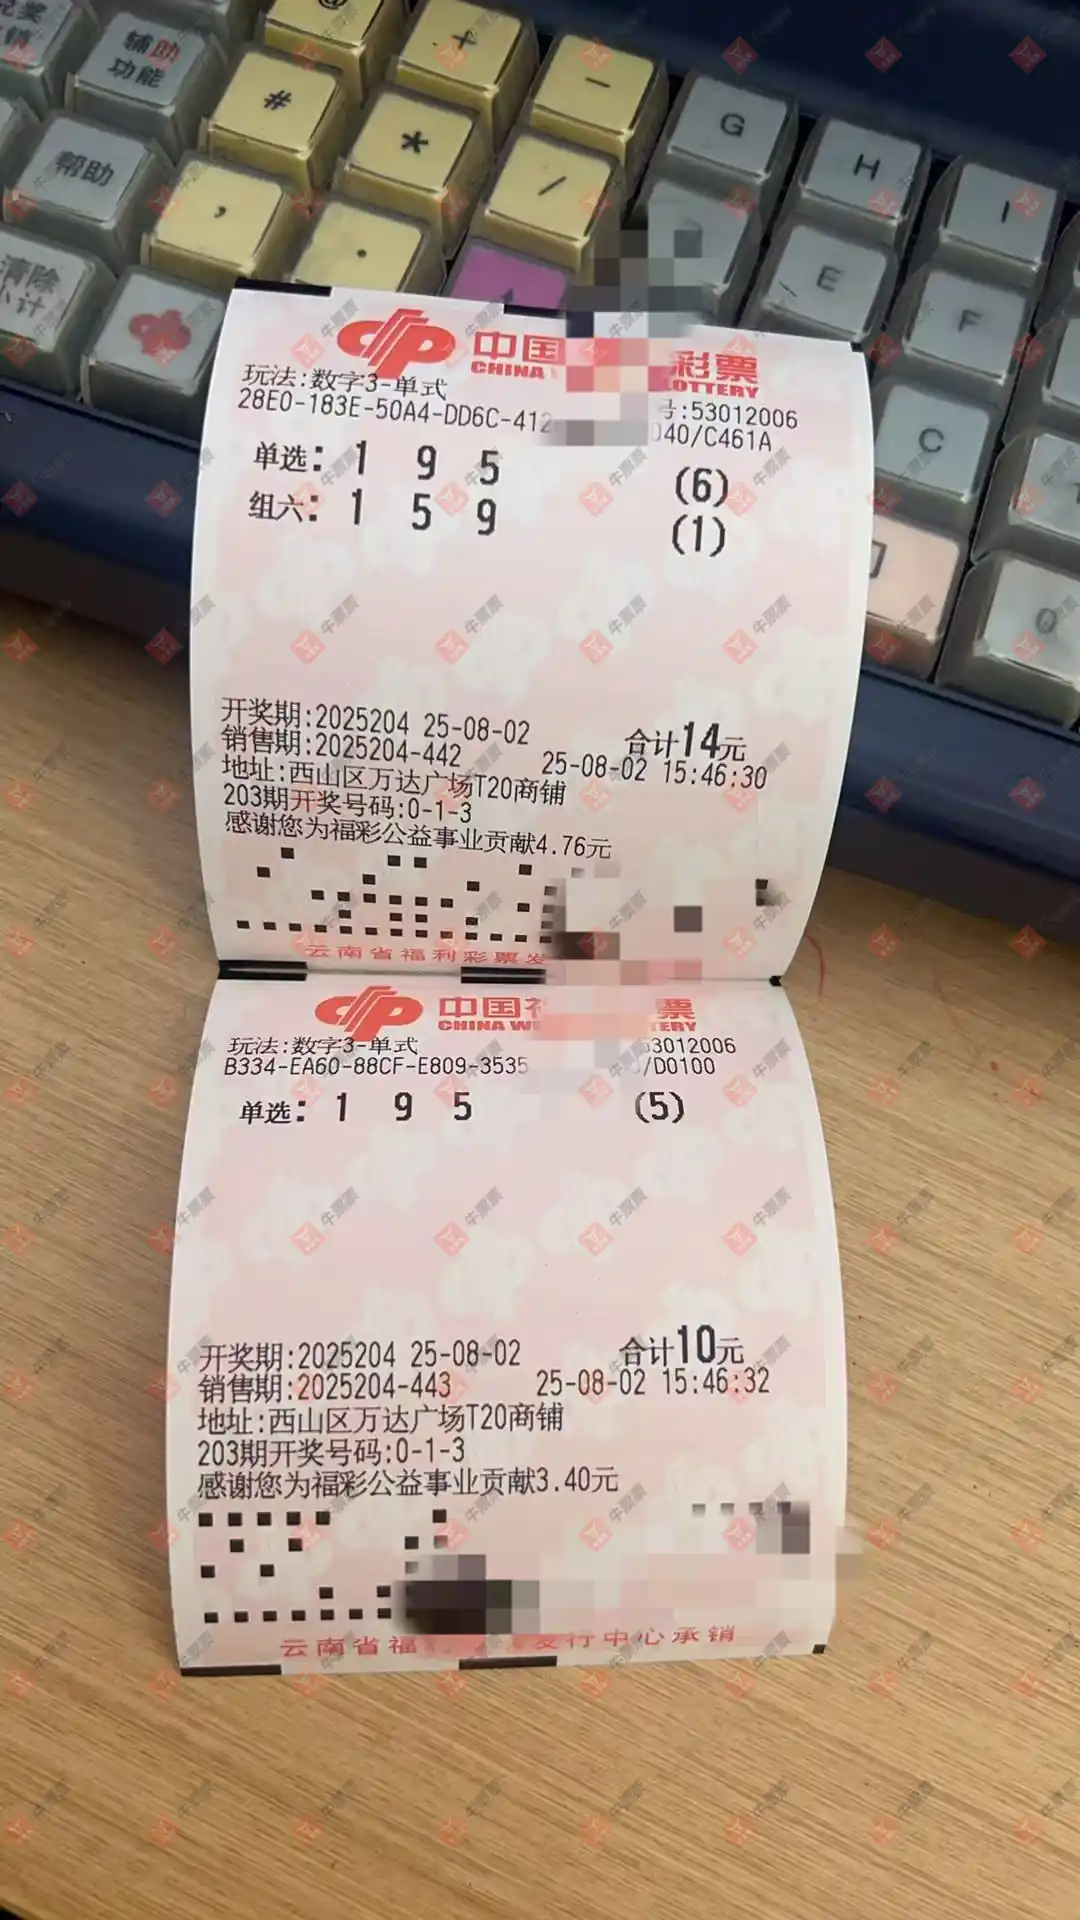 辅助
功能
帮助
清除
小计
@
+
-
#
*
/
,
.
G
H
I
E
F
C
中国 彩票
CHINA LOTTERY
玩法:数字3-单式
号:53012006
28E0-183E-50A4-DD6C-412 040/C461A
单选: 1 9 5 (6)
组六: 1 5 9 (1)
开奖期:2025204 25-08-02 合计14元
销售期:2025204-442 25-08-02 15:46:30
地址:西山区万达广场T20商铺
203期开奖号码:0-1-3
感谢您为福彩公益事业贡献4.76元
云南省福利彩票发
中国 票
CHINA WE TERY
玩法:数字3-单式 53012006
B334-EA60-88CF-E809-3535 /D0100
单选: 1 9 5 (5)
开奖期:2025204 25-08-02 合计10元
销售期:2025204-443 25-08-02 15:46:32
地址:西山区万达广场T20商铺
203期开奖号码:0-1-3
感谢您为福彩公益事业贡献3.40元
云南省福 发行中心承销
牛票票